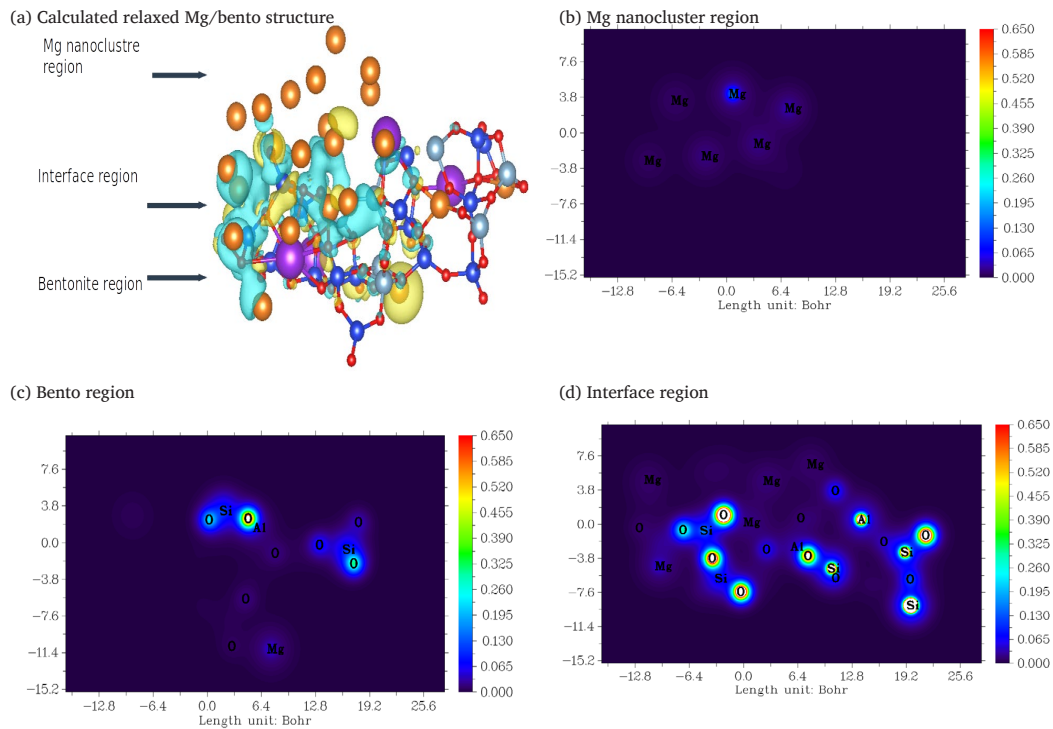 (a) Calculated relaxed Mg/bento structure
Mg nanoclustre
region
Interface region
Bentonite region
(b) Mg nanocluster region
7.6
3.8
0.0
−3.8
−7.6
−11.4
−15.2
Mg
Mg
Mg
Mg
Mg
Mg
−12.8 −6.4 0.0 6.4 12.8 19.2 25.6
Length unit: Bohr
0.650
0.585
0.520
0.455
0.390
0.325
0.260
0.195
0.130
0.065
0.000
(c) Bento region
7.6
3.8
0.0
−3.8
−7.6
−11.4
−15.2
Si
O O O
Al
O Si
O O
O
O Mg
−12.8 −6.4 0.0 6.4 12.8 19.2 25.6
Length unit: Bohr
0.650
0.585
0.520
0.455
0.390
0.325
0.260
0.195
0.130
0.065
0.000
(d) Interface region
7.6
3.8
0.0
−3.8
−7.6
−11.4
−15.2
Mg
Mg Mg
O
O Mg O Al
O O Si O
O
O Al Si
O O
Mg Si
Si O O
O
Si
−12.8 −6.4 0.0 6.4 12.8 19.2 25.6
Length unit: Bohr
0.650
0.585
0.520
0.455
0.390
0.325
0.260
0.195
0.130
0.065
0.000